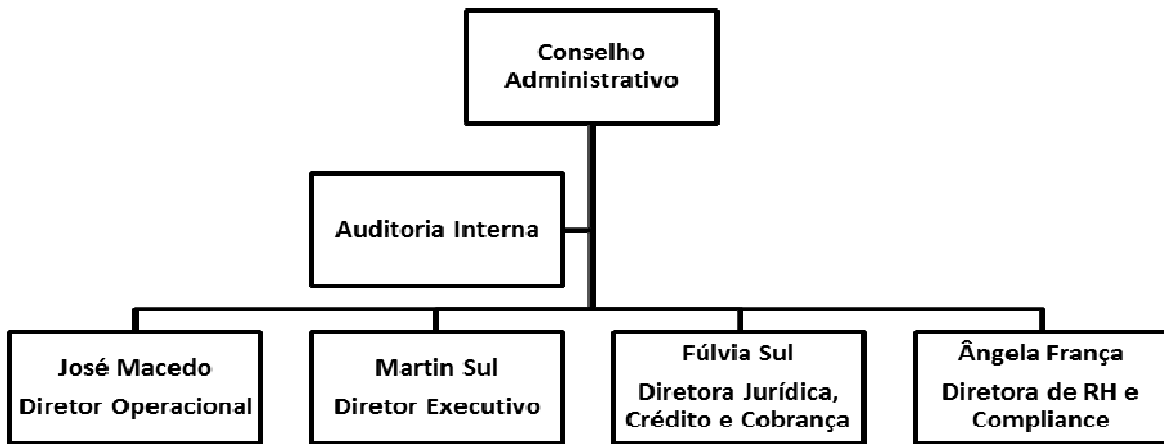 Conselho
Administrativo
Auditoria Interna
José Macedo
Diretor Operacional
Martin Sul
Diretor Executivo
Fúlvia Sul
Diretora Jurídica,
Crédito e Cobrança
Ângela França
Diretora de RH e
Compliance